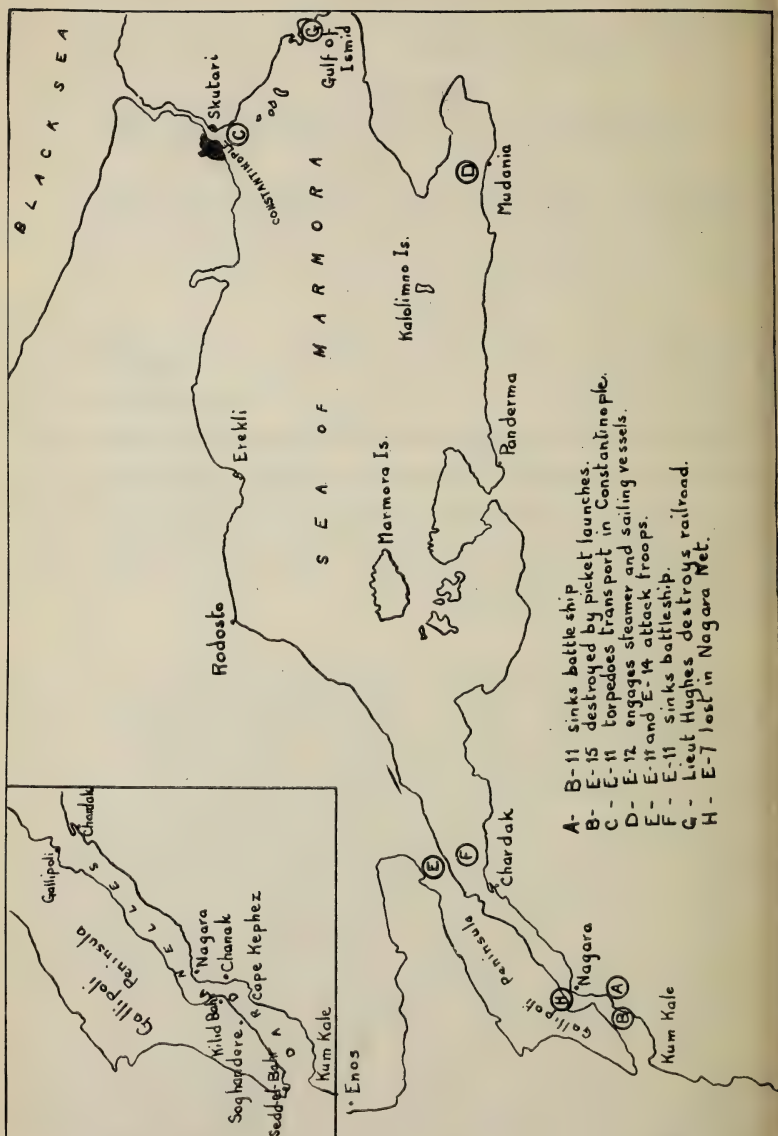 BLACK SEA
Skutari
C
CONSTANTINOPLE
G
Gulf of
Ismid
D
Mudania
SEA OF MARMORA
Kalolimno Is.
Erekli
Marmora Is.
Panderma
Rodosto
E
F
Chardak
Gallipoli
Peninsula
H
Nagara
A
B
Kum Kale
Enos
Gallipoli
Chardak
Gallipoli
Peninsula
DARDANELLES
Nagara
Chanak
Kilid Bahr
Cape Kephez
Soghandere
Sedd-el-Bahr
Kum Kale
A- B-11 sinks battle ship
B- E-15 destroyed by picket launches.
C - E-11 torpedoes transport in Constantinople.
D - E-12 engages steamer and sailing vessels.
E - E-11 and E-14 attack troops.
F - E-11 sinks battleship.
G - Lieut Hughes destroys railroad.
H - E-7 lost in Nagara Net.